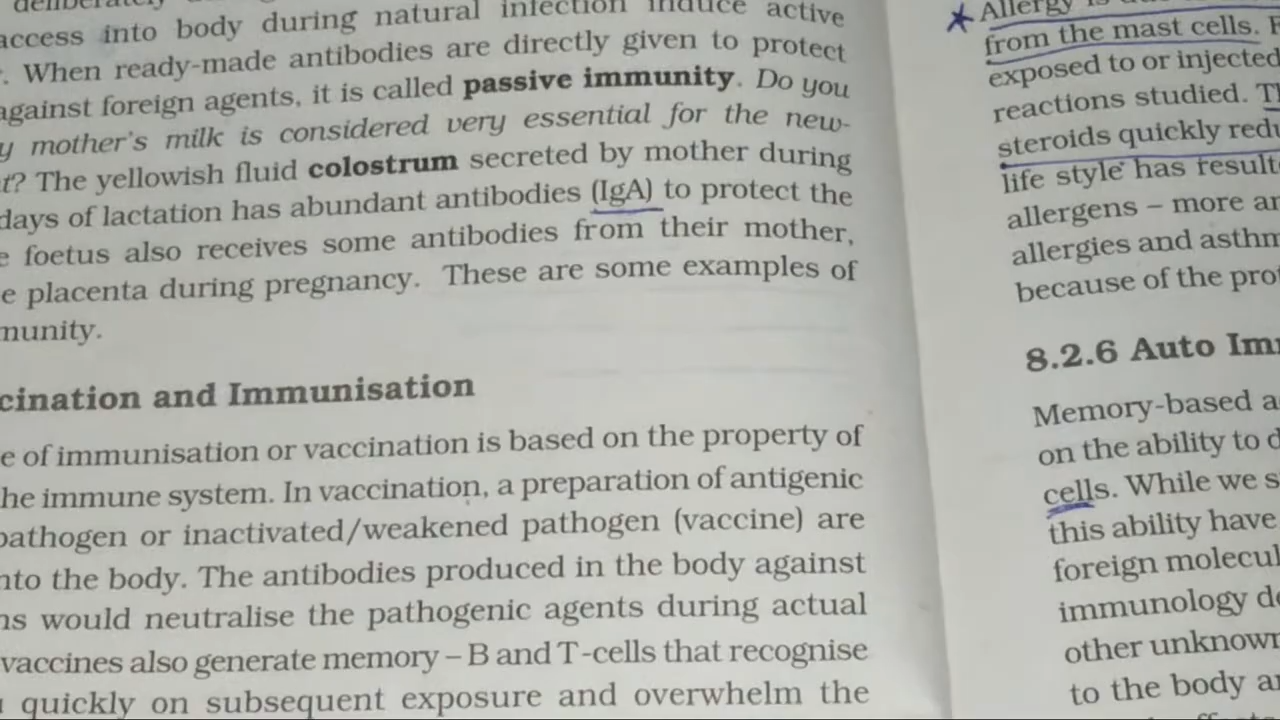 access into body during natural infection induce active
. When ready-made antibodies are directly given to protect
against foreign agents, it is called passive immunity. Do you
y mother's milk is considered very essential for the new-
t? The yellowish fluid colostrum secreted by mother during
days of lactation has abundant antibodies (IgA) to protect the
e foetus also receives some antibodies from their mother,
e placenta during pregnancy. These are some examples of
munity.
cination and Immunisation
e of immunisation or vaccination is based on the property of
he immune system. In vaccination, a preparation of antigenic
pathogen or inactivated/weakened pathogen (vaccine) are
nto the body. The antibodies produced in the body against
ns would neutralise the pathogenic agents during actual
vaccines also generate memory – B and T-cells that recognise
quickly on subsequent exposure and overwhelm the
Allergy is
from the mast cells.
exposed to or injected
reactions studied.
steroids quickly
life style has
allergens – more
allergies and
because of the
8.2.6 Auto
Memory-based a
on the ability to
cells. While we
this ability have
foreign
immunology
other unknown
to the body